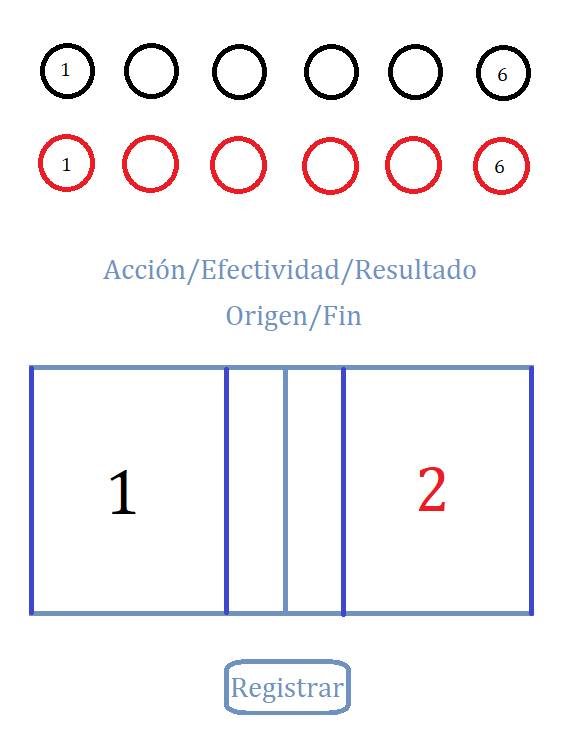 1 6
1 6
Acción/Efectividad/Resultado
Origen/Fin
1 2
Registrar